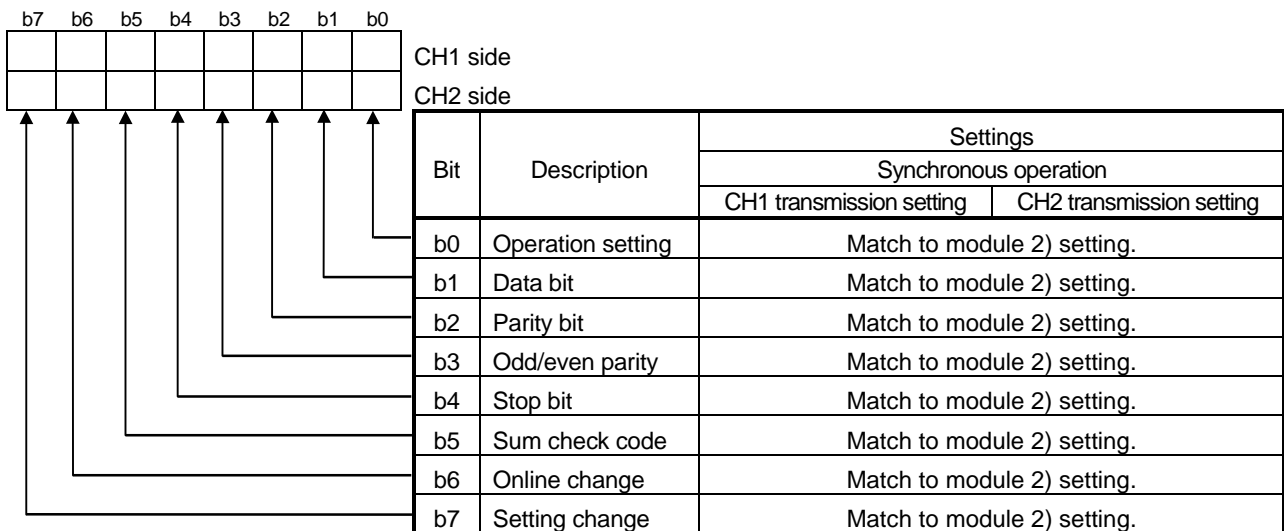 b7 b6 b5 b4 b3 b2 b1 b0
CH1 side
CH2 side
Bit Description Settings
Synchronous operation
CH1 transmission setting CH2 transmission setting
b0 Operation setting Match to module 2) setting.
b1 Data bit Match to module 2) setting.
b2 Parity bit Match to module 2) setting.
b3 Odd/even parity Match to module 2) setting.
b4 Stop bit Match to module 2) setting.
b5 Sum check code Match to module 2) setting.
b6 Online change Match to module 2) setting.
b7 Setting change Match to module 2) setting.